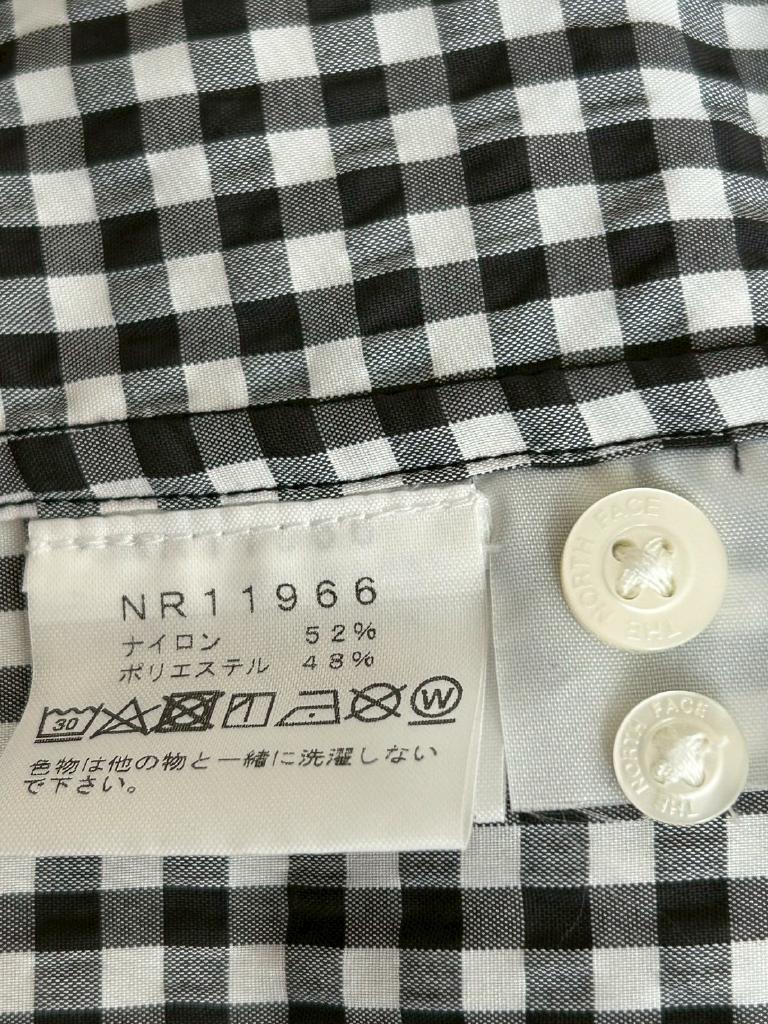 NR11966
ナイロン 52%
ポリエステル 48%
30 W
色物は他の物と一緒に洗濯しない
で下さい。
THE NORTH FACE
THE NORTH FACE